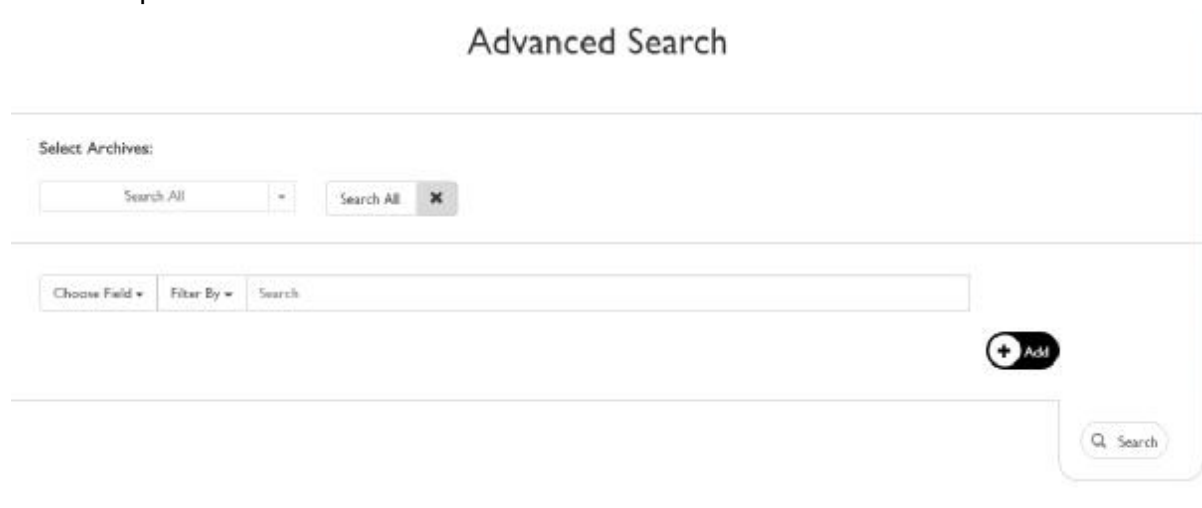 Advanced Search
Select Archives:
Search All Search All ✖
Choose Field Filter By Search
+ Add
Search